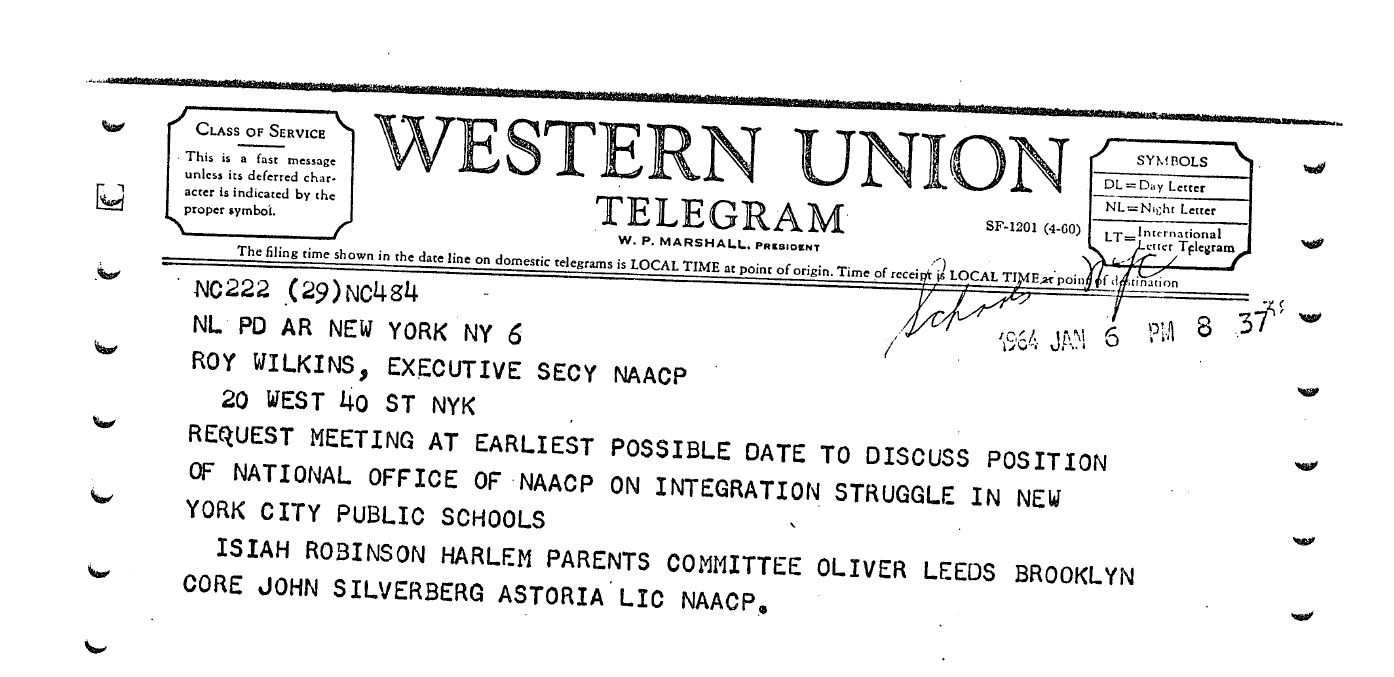 CLASS OF SERVICE
This is a fast message
unless its deferred char-
acter is indicated by the
proper symbol.
WESTERN UNION
TELEGRAM
W. P. MARSHALL, PRESIDENT
SF-1201 (4-60)
SYMBOLS
DL=Day Letter
NL=Night Letter
LT=International Letter Telegram
The filing time shown in the date line on domestic telegrams is LOCAL TIME at point of origin. Time of receipt is LOCAL TIME at point of destination
Schools NYC
NC222 (29)NC484
1964 JAN 6 PM 8 37
NL PD AR NEW YORK NY 6
ROY WILKINS, EXECUTIVE SECY NAACP
20 WEST 40 ST NYK
REQUEST MEETING AT EARLIEST POSSIBLE DATE TO DISCUSS POSITION
OF NATIONAL OFFICE OF NAACP ON INTEGRATION STRUGGLE IN NEW
YORK CITY PUBLIC SCHOOLS
ISIAH ROBINSON HARLEM PARENTS COMMITTEE OLIVER LEEDS BROOKLYN
CORE JOHN SILVERBERG ASTORIA LIC NAACP.